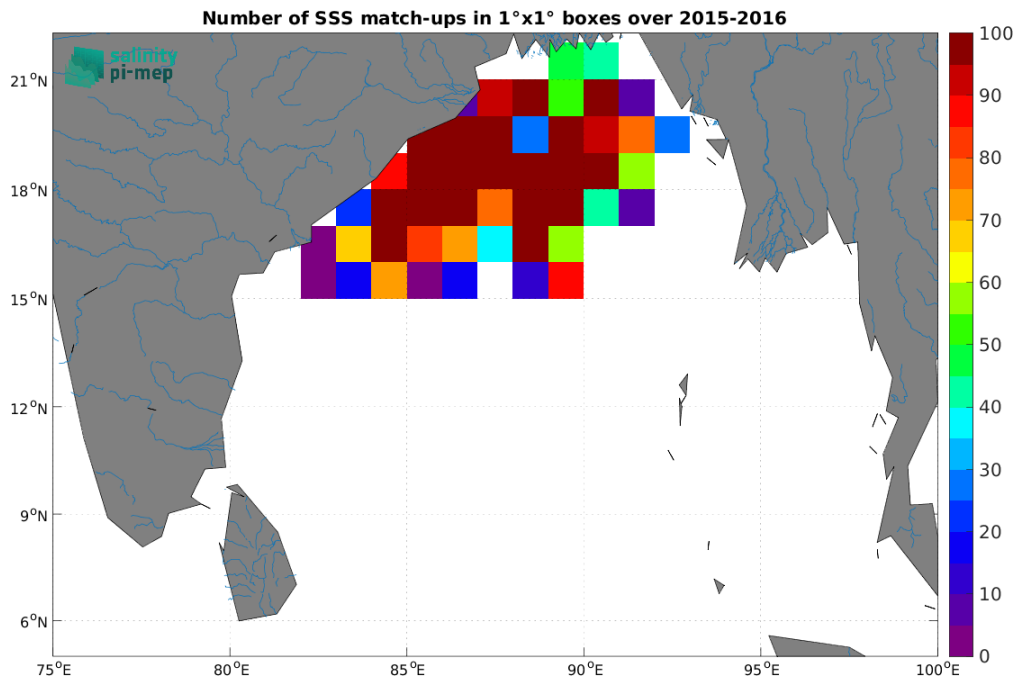 Number of SSS match-ups in 1°x1° boxes over 2015-2016
salinity
pi-mep
21°N
18°N
15°N
12°N
9°N
6°N
75°E
80°E
85°E
90°E
95°E
100°E
100
90
80
70
60
50
40
30
20
10
0